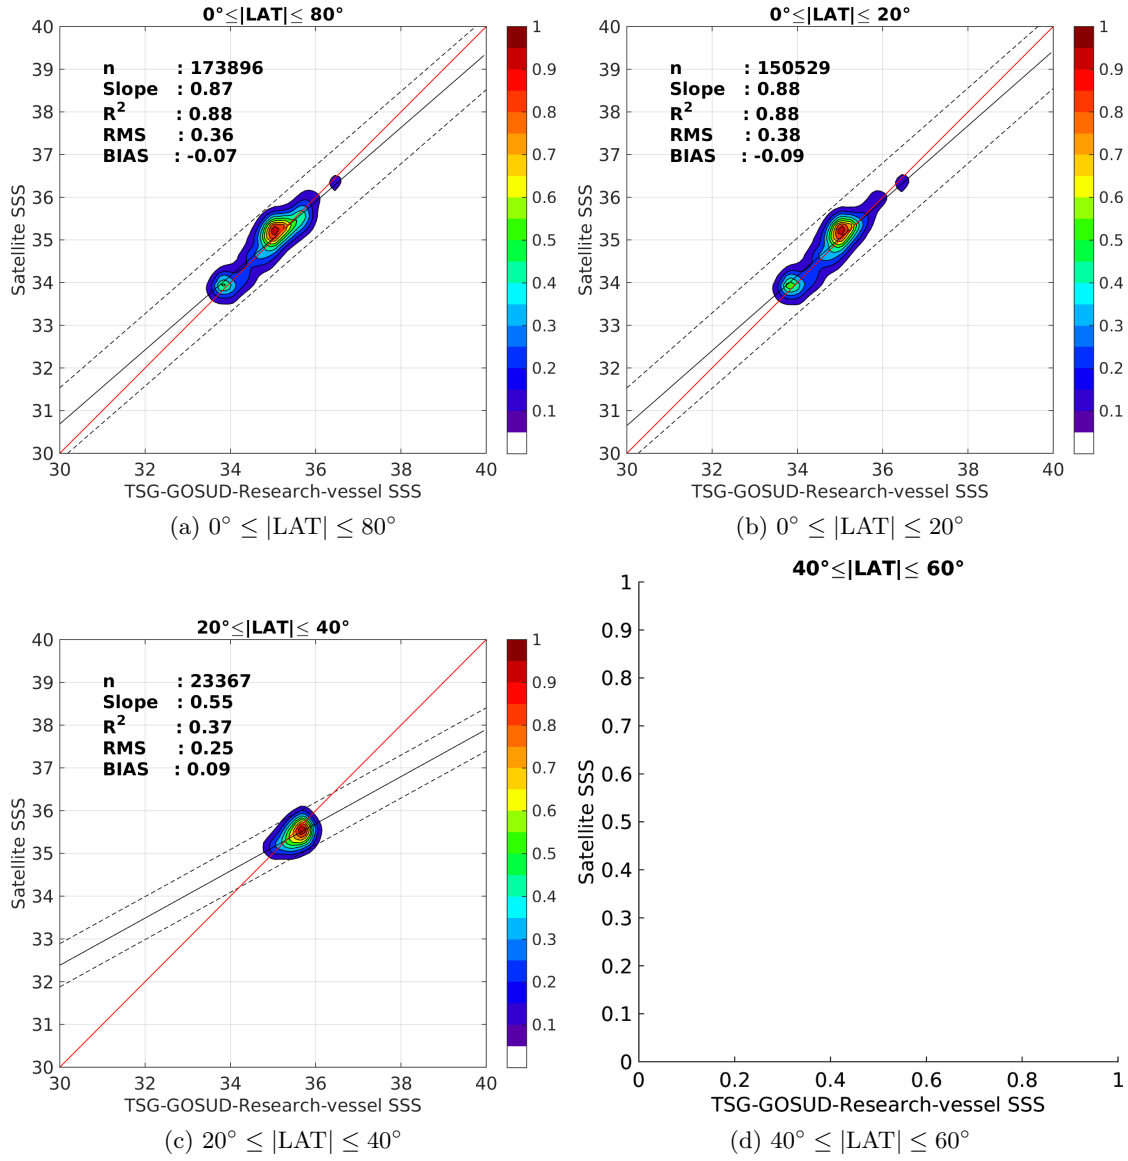 0°≤|LAT|≤ 80°
40
39
38
37
36
35
34
33
32
31
30
n : 173896
Slope : 0.87
R2 : 0.88
RMS : 0.36
BIAS : -0.07
Satellite SSS
30 32 34 36 38 40
TSG-GOSUD-Research-vessel SSS
1
0.9
0.8
0.7
0.6
0.5
0.4
0.3
0.2
0.1
(a) 0° ≤ |LAT| ≤ 80°
0°≤|LAT|≤ 20°
40
39
38
37
36
35
34
33
32
31
30
n : 150529
Slope : 0.88
R2 : 0.88
RMS : 0.38
BIAS : -0.09
Satellite SSS
30 32 34 36 38 40
TSG-GOSUD-Research-vessel SSS
1
0.9
0.8
0.7
0.6
0.5
0.4
0.3
0.2
0.1
(b) 0° ≤ |LAT| ≤ 20°
20°≤|LAT|≤ 40°
40
39
38
37
36
35
34
33
32
31
30
n : 23367
Slope : 0.55
R2 : 0.37
RMS : 0.25
BIAS : 0.09
Satellite SSS
30 32 34 36 38 40
TSG-GOSUD-Research-vessel SSS
1
0.9
0.8
0.7
0.6
0.5
0.4
0.3
0.2
0.1
(c) 20° ≤ |LAT| ≤ 40°
40°≤|LAT|≤ 60°
1
0.9
0.8
0.7
0.6
0.5
0.4
0.3
0.2
0.1
0
Satellite SSS
0 0.2 0.4 0.6 0.8 1
TSG-GOSUD-Research-vessel SSS
(d) 40° ≤ |LAT| ≤ 60°